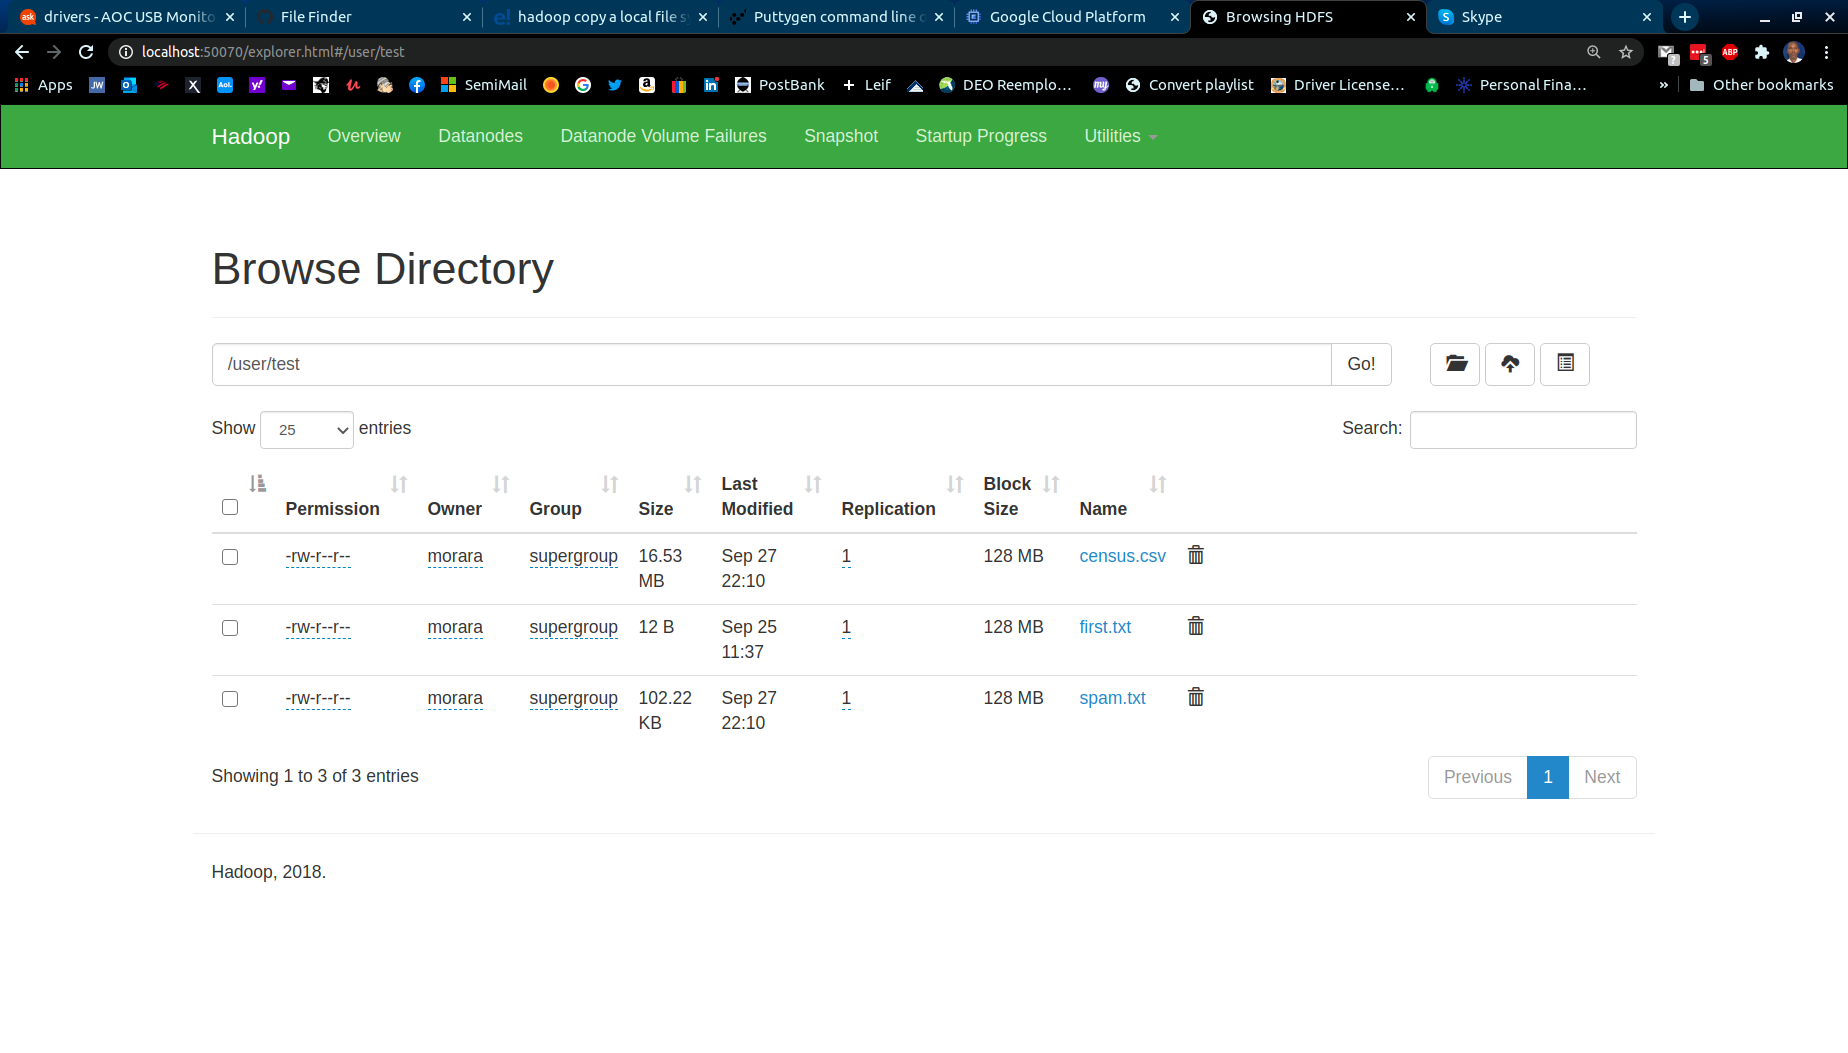 drivers - AOC USB Monito
File Finder
hadoop copy a local file sy
Puttygen command line
Google Cloud Platform
Browsing HDFS
Skype
localhost:50070/explorer.html#/user/test
Apps
SemiMail
PostBank
Leif
DEO Reemplo...
Convert playlist
Driver License...
Personal Fina...
» Other bookmarks
Hadoop Overview Datanodes Datanode Volume Failures Snapshot Startup Progress Utilities
Browse Directory
/user/test Go!
Show 25 entries Search:
Permission Owner Group Size Last Modified Replication Block Size Name
-rw-r--r-- morara supergroup 16.53 MB Sep 27 22:10 1 128 MB census.csv
-rw-r--r-- morara supergroup 12 B Sep 25 11:37 1 128 MB first.txt
-rw-r--r-- morara supergroup 102.22 KB Sep 27 22:10 1 128 MB spam.txt
Showing 1 to 3 of 3 entries Previous 1 Next
Hadoop, 2018.